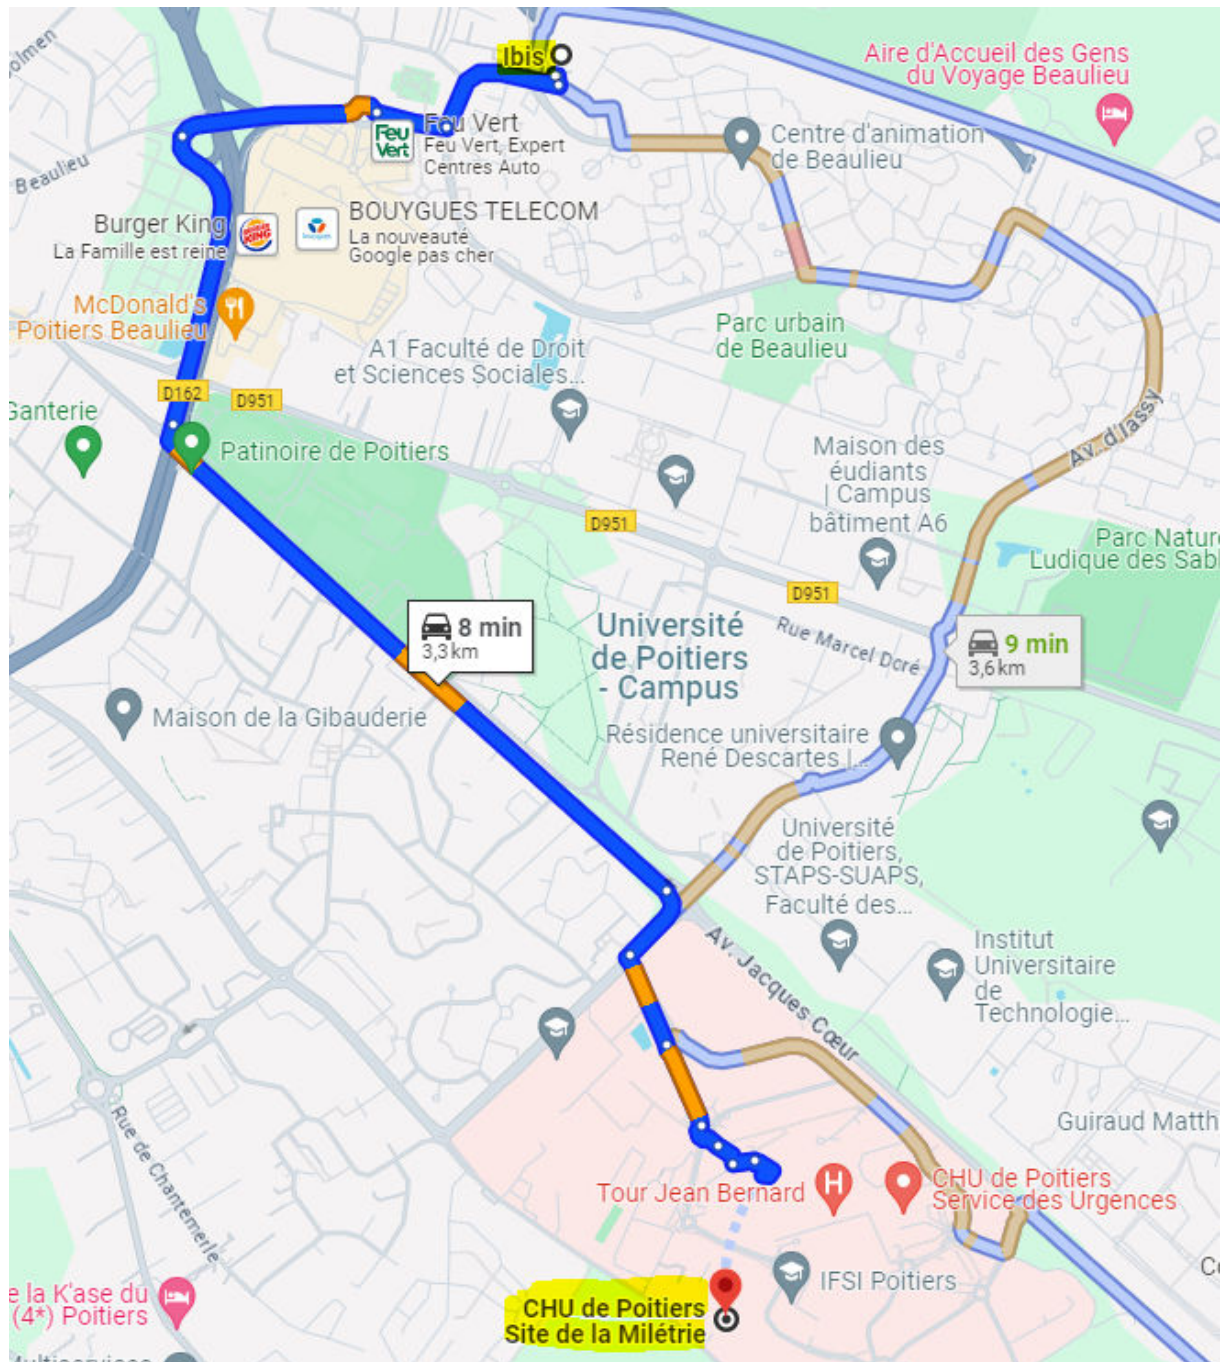 olmen
Ibis
Aire d'Accueil des Gens
du Voyage Beaulieu
Feu
Vert
Feu Vert
Feu Vert, Expert
Centres Auto
Centre d'animation
de Beaulieu
Beaulieu
Burger King
La Famille est reine
BURGER
KING
BOUYGUES TELECOM
La nouveauté
Google pas cher
McDonald's
Poitiers Beaulieu
Parc urbain
de Beaulieu
A1 Faculté de Droit
et Sciences Sociales...
D162
D951
Ganterie
Patinoire de Poitiers
Av. d'Iassy
Maison des
éudiants
| Campus
bâtiment A6
D951
Parc Nature
Ludique des Sabl
D951
8 min
3,3 km
Université
de Poitiers
- Campus
Rue Marcel Doré
9 min
3,6 km
Maison de la Gibauderie
Résidence universitaire
René Descartes |...
Université
de Poitiers,
STAPS-SUAPS,
Faculté des...
Av. Jacques Cœur
Institut
Universitaire
de
Technologie...
Rue de Chantemerle
Guiraud Matth
Tour Jean Bernard
H
CHU de Poitiers
Service des Urgences
IFSI Poitiers
e la K'ase du
(4*) Poitiers
CHU de Poitiers
Site de la Milétrie